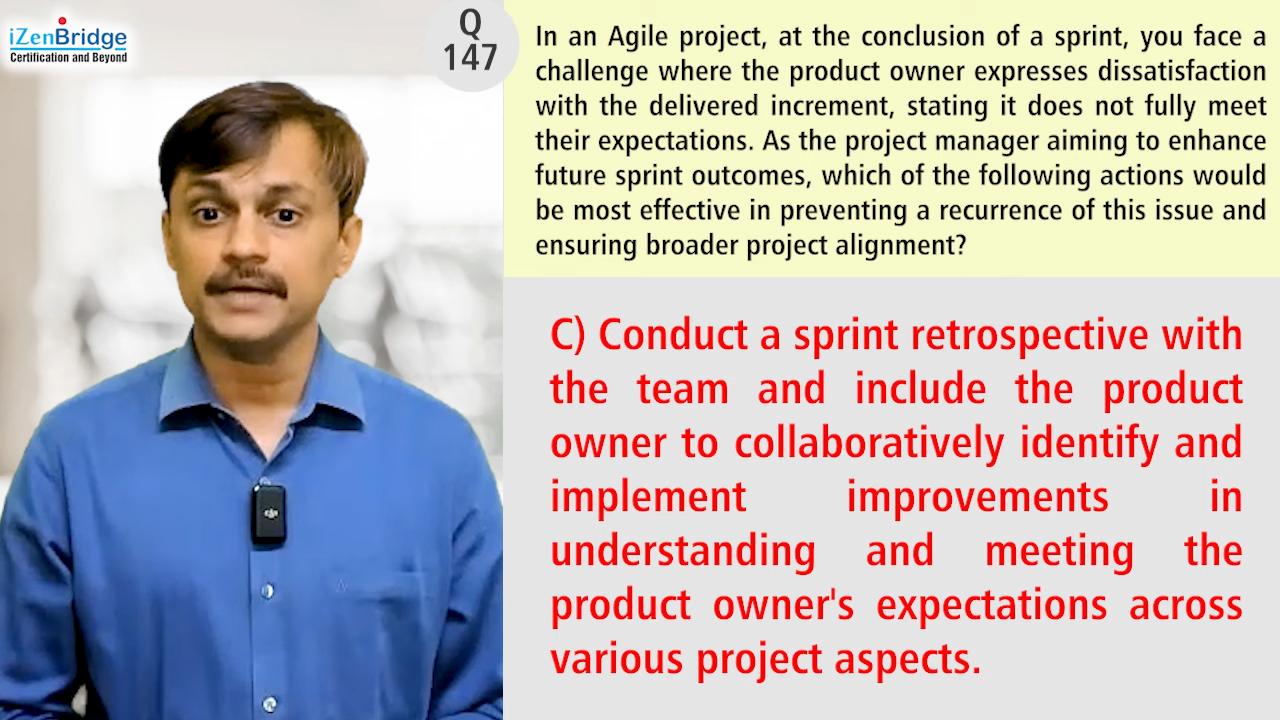 iZenBridge
Certification and Beyond
Q
147
In an Agile project, at the conclusion of a sprint, you face a
challenge where the product owner expresses dissatisfaction
with the delivered increment, stating it does not fully meet
their expectations. As the project manager aiming to enhance
future sprint outcomes, which of the following actions would
be most effective in preventing a recurrence of this issue and
ensuring broader project alignment?
C) Conduct a sprint retrospective with
the team and include the product
owner to collaboratively identify and
implement improvements in
understanding and meeting the
product owner's expectations across
various project aspects.